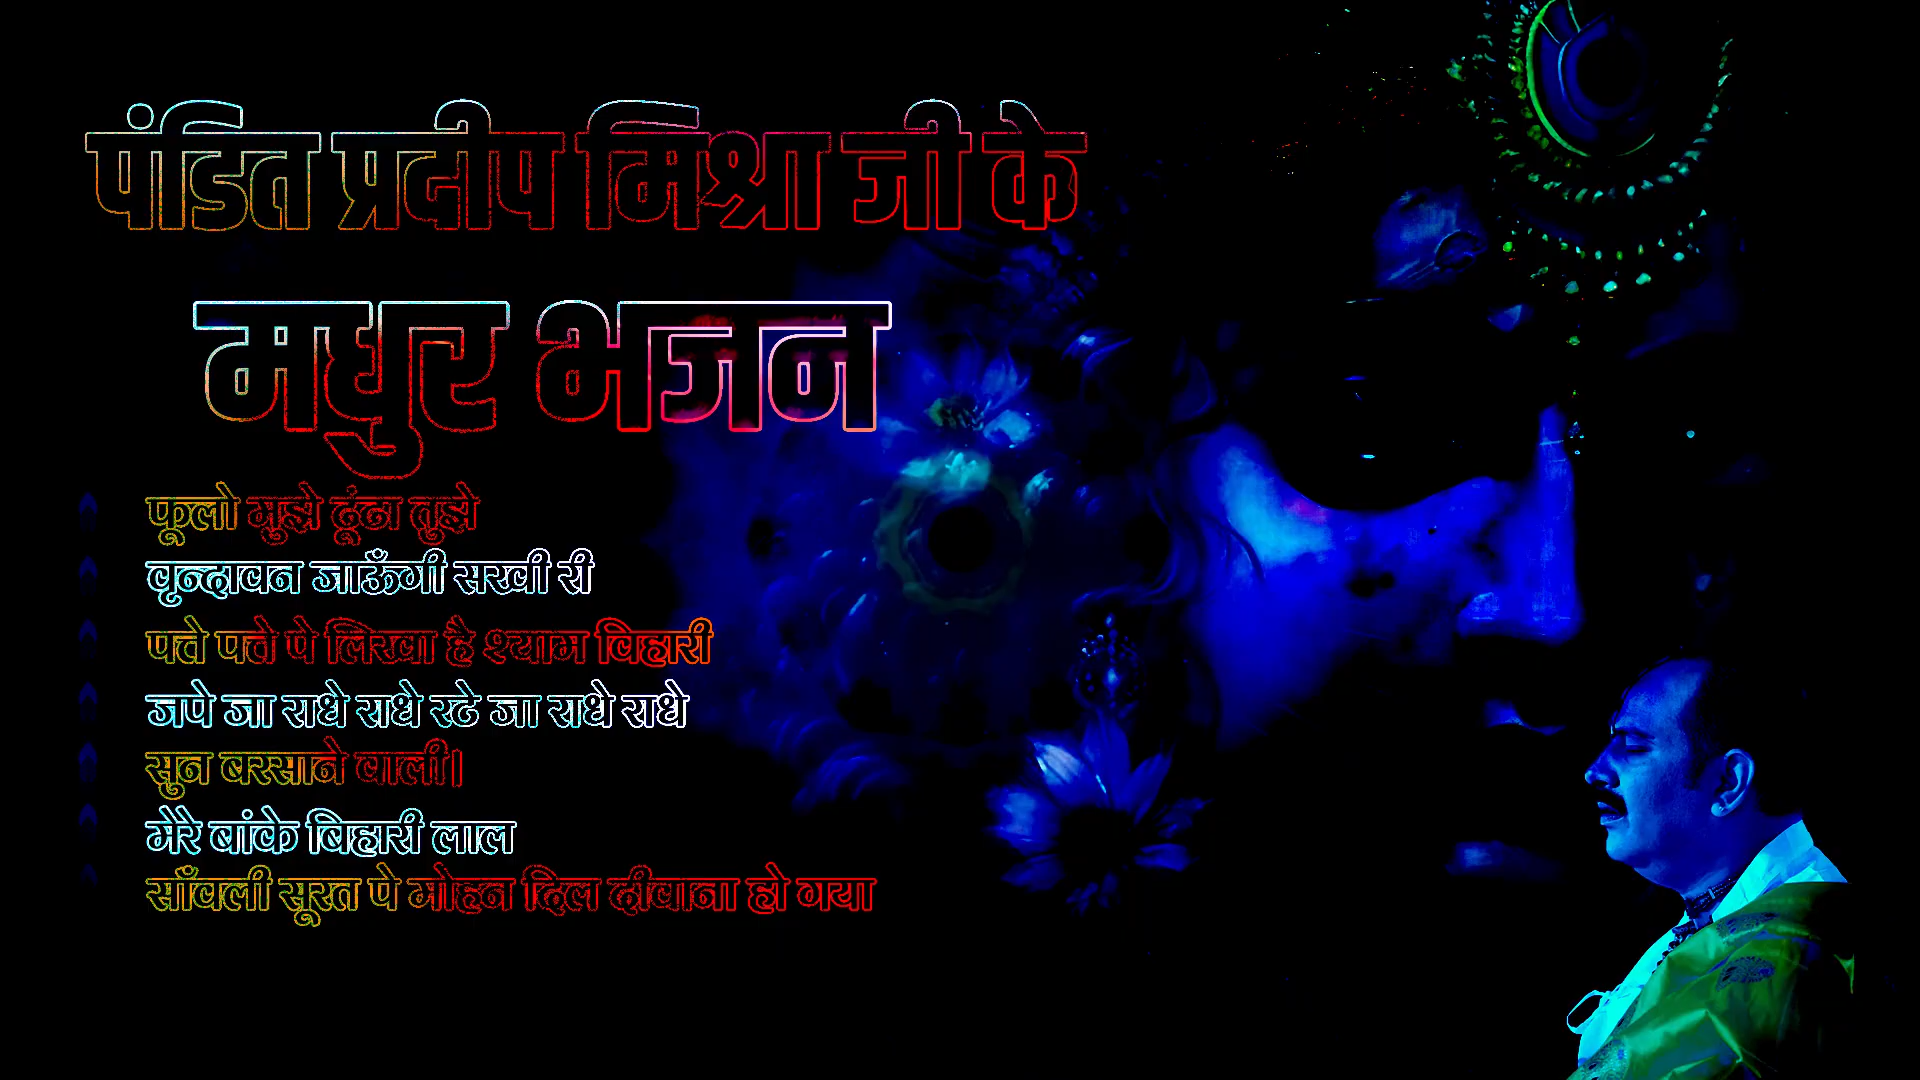 पंडित प्रदीप मिश्रा जी के
मधुर भजन
फूलो मुझे ढूंढा तुझे
वृन्दावन जाऊँगी सखी री
पत्ते पत्ते पे लिखा है श्याम बिहारी
जपे जा राधे राधे रटे जा राधे राधे
सुन बरसाने वाली।
मेरे बांके बिहारी लाल
साँवली सूरत पे मोहन दिल दीवाना हो गया